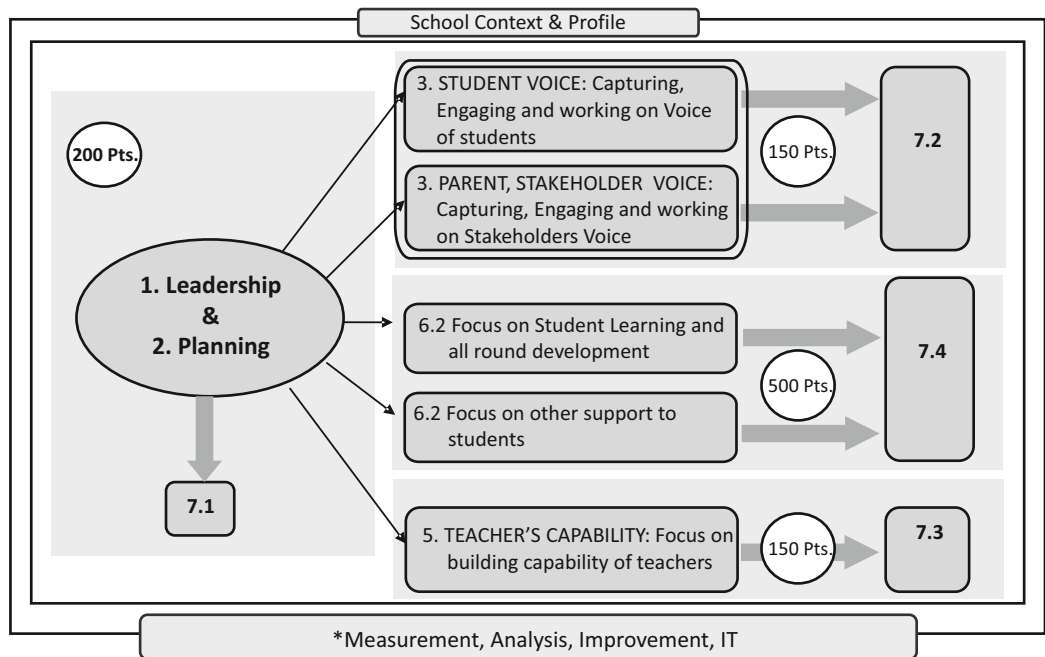 School Context & Profile
200 Pts.
1. Leadership
&
2. Planning
7.1
3. STUDENT VOICE: Capturing,
Engaging and working on Voice
of students
3. PARENT, STAKEHOLDER VOICE:
Capturing, Engaging and working
on Stakeholders Voice
150 Pts.
7.2
6.2 Focus on Student Learning and
all round development
6.2 Focus on other support to
students
500 Pts.
7.4
5. TEACHER'S CAPABILITY: Focus on
building capability of teachers
150 Pts.
7.3
*Measurement, Analysis, Improvement, IT